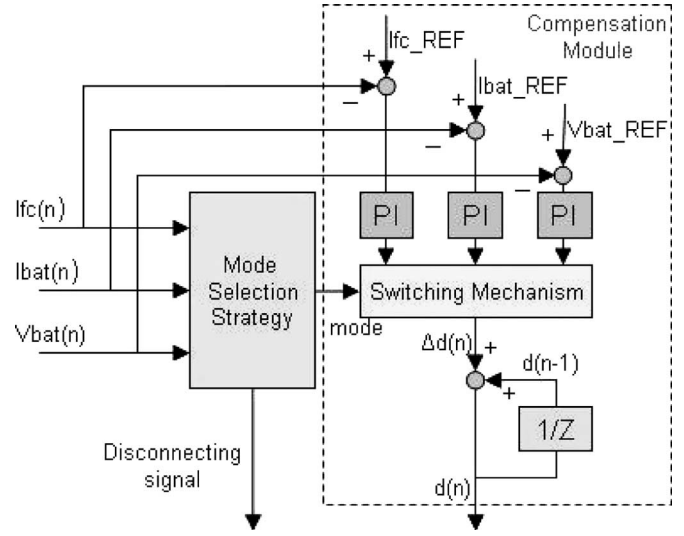 Compensation
Module
+
Ifc_REF
−
+
Ibat_REF
−
+
Vbat_REF
−
Ifc(n)
Ibat(n)
Vbat(n)
PI
PI
PI
Mode
Selection
Strategy
Switching Mechanism
mode
Δd(n)
+
d(n-1)
+
1/Z
Disconnecting
signal
d(n)